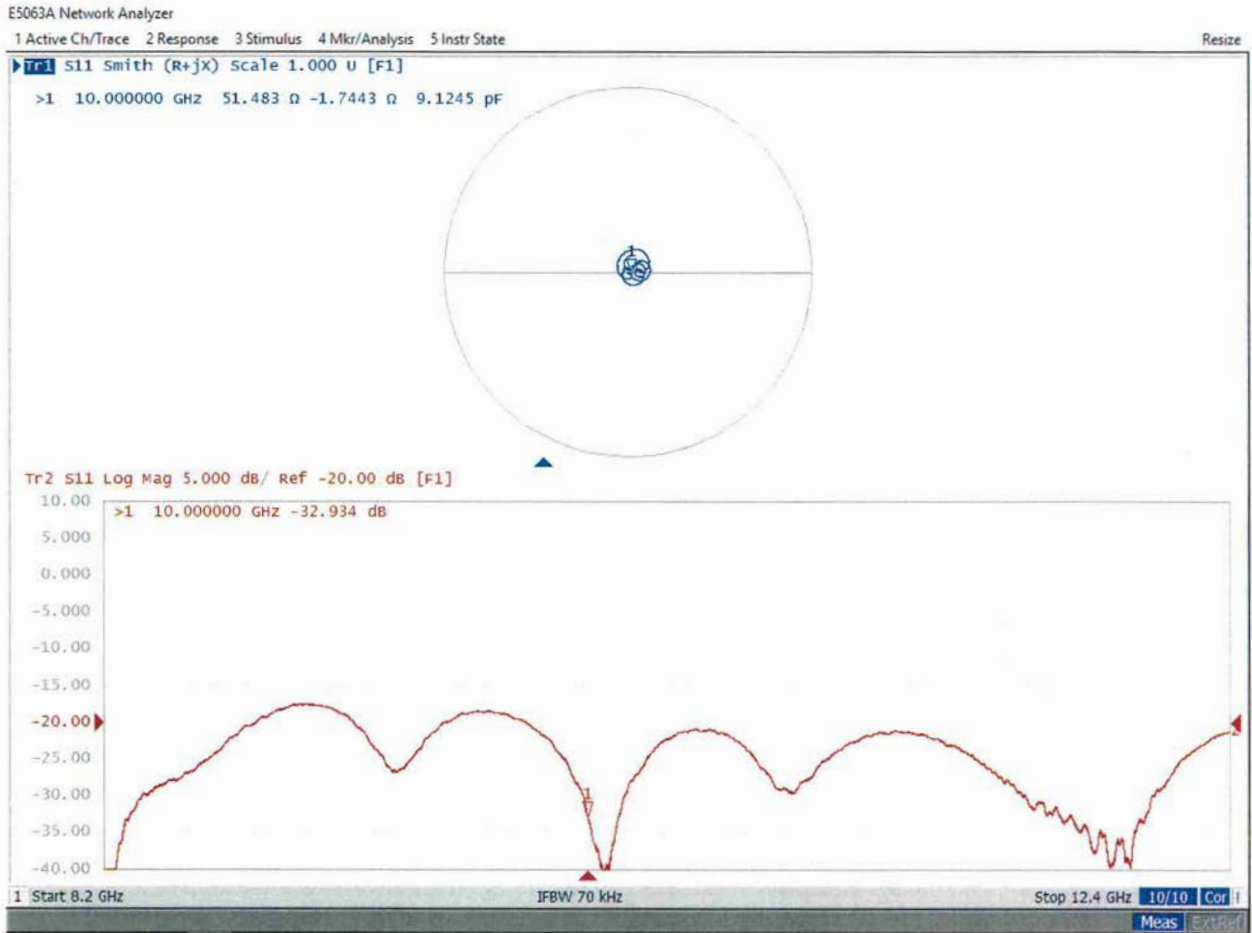 E5063A Network Analyzer
1 Active Ch/Trace 2 Response 3 Stimulus 4 Mkr/Analysis 5 Instr State Resize
Tr1 S11 Smith (R+jX) Scale 1.000 U [F1]
>1 10.000000 GHz 51.483 Ω -1.7443 Ω 9.1245 pF
1
Tr2 S11 Log Mag 5.000 dB/ Ref -20.00 dB [F1]
10.00
>1 10.000000 GHz -32.934 dB
5.000
0.000
-5.000
-10.00
-15.00
-20.00
-25.00
-30.00
1
-35.00
-40.00
1 Start 8.2 GHz IFBW 70 kHz Stop 12.4 GHz 10/10 Cor
Meas ExtRef